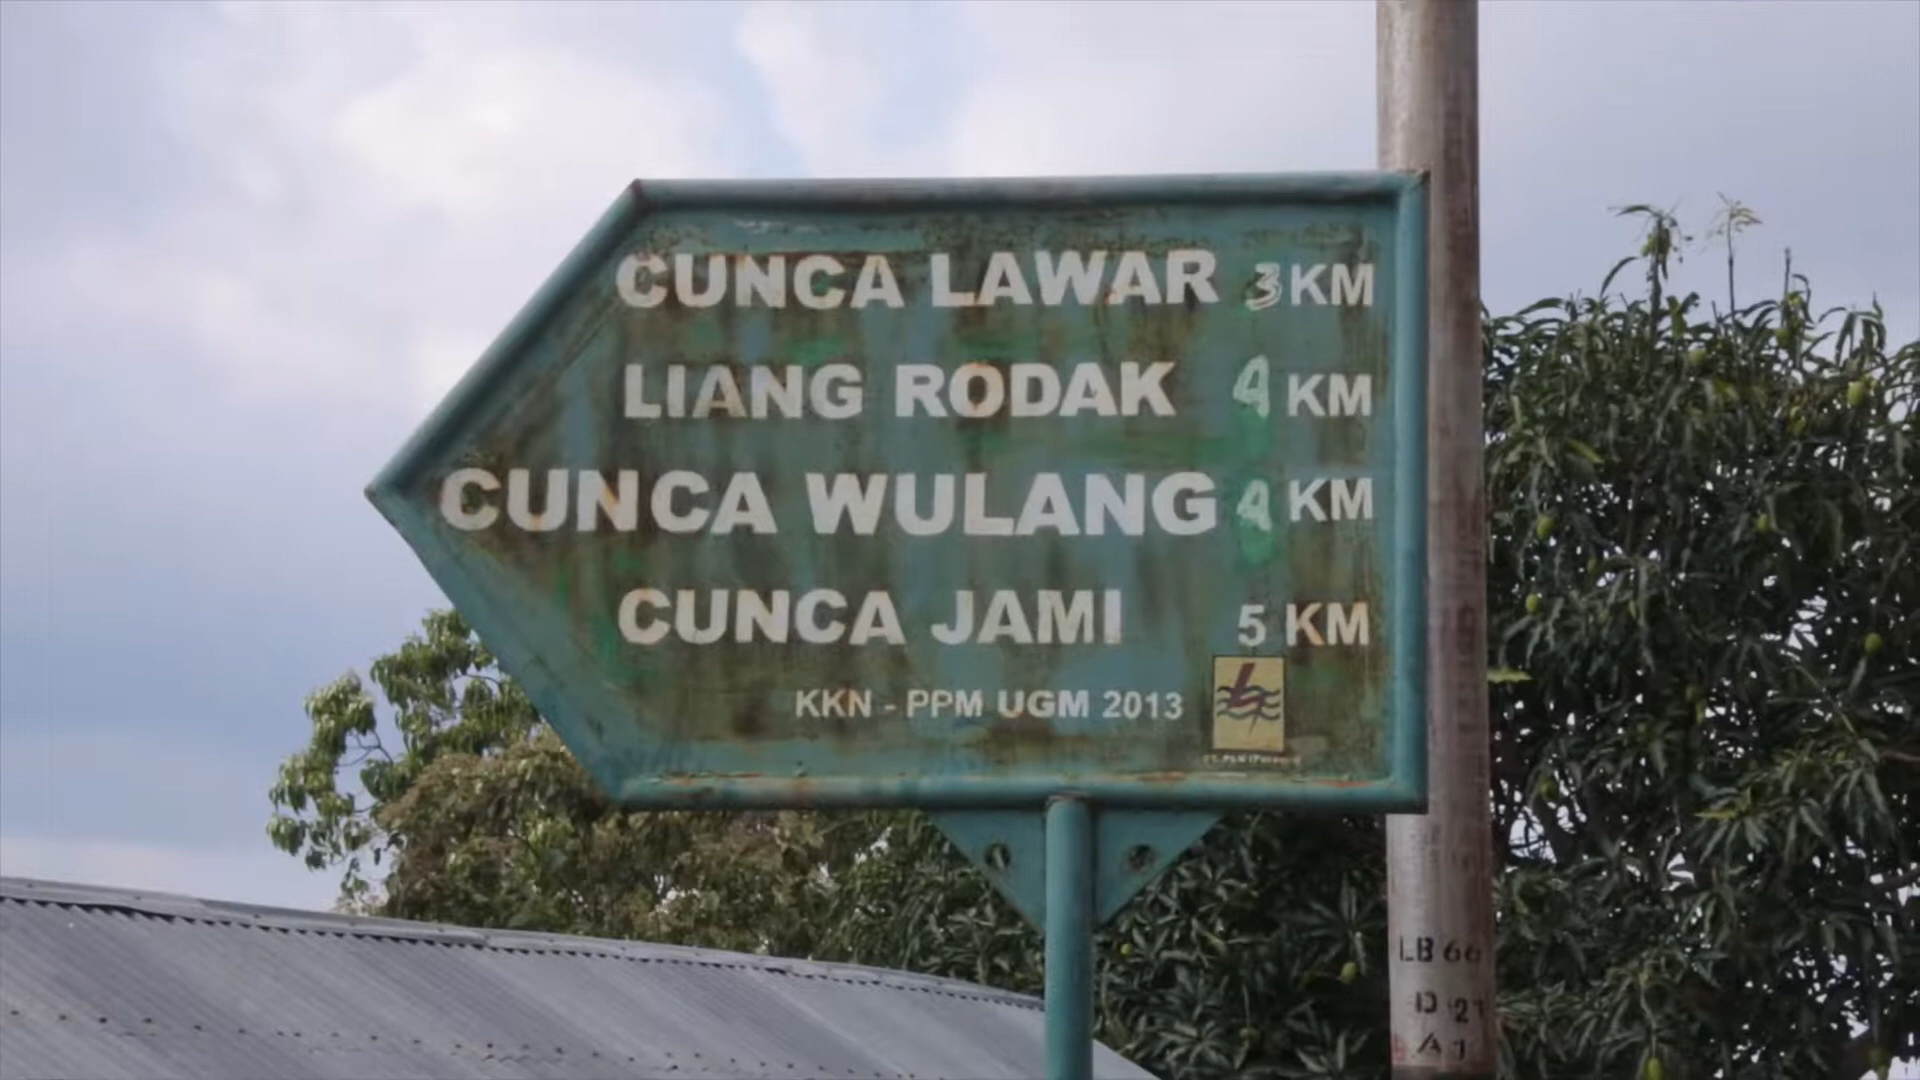 CUNCA LAWAR 3 KM
LIANG RODAK 4 KM
CUNCA WULANG 4 KM
CUNCA JAMI 5 KM
KKN - PPM UGM 2013
LB 66
D 21
A1